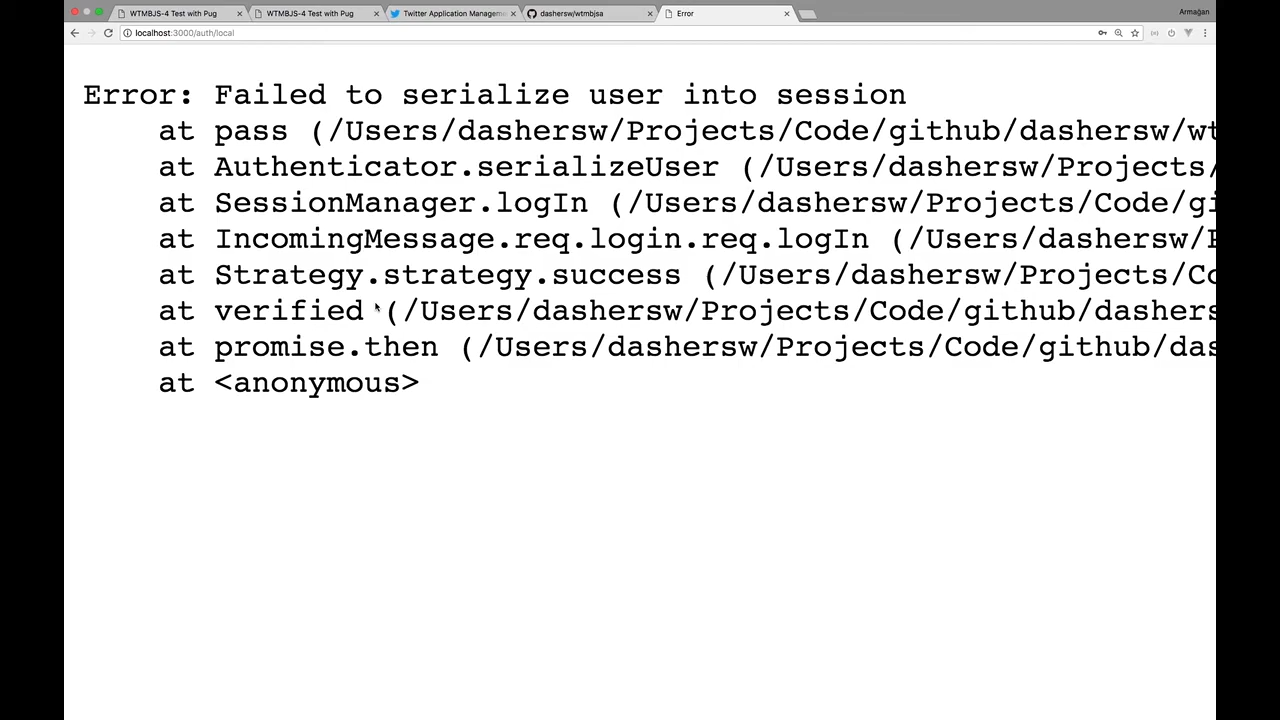 WTMBJS-4 Test with Pug
WTMBJS-4 Test with Pug
Twitter Application Manageme
dashersw/wtmbjsa
Error
Armağan
localhost:3000/auth/local
Error: Failed to serialize user into session
at pass (/Users/dashersw/Projects/Code/github/dashersw/wt
at Authenticator.serializeUser (/Users/dashersw/Projects/
at SessionManager.logIn (/Users/dashersw/Projects/Code/gi
at IncomingMessage.req.login.req.logIn (/Users/dashersw/P
at Strategy.strategy.success (/Users/dashersw/Projects/Co
at verified (/Users/dashersw/Projects/Code/github/dashers
at promise.then (/Users/dashersw/Projects/Code/github/das
at <anonymous>